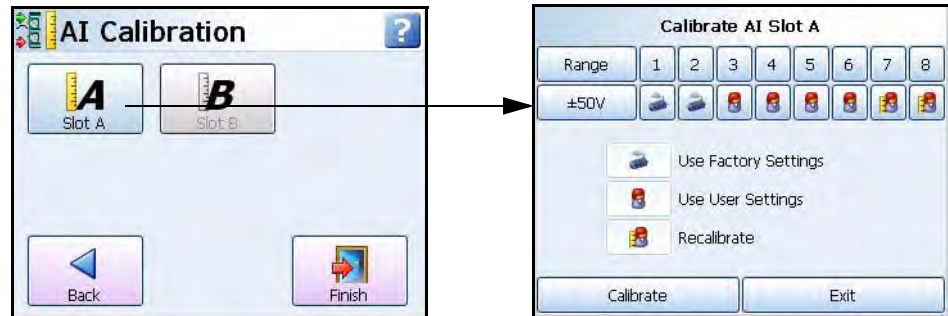 AI Calibration
?
A
Slot A
B
Slot B
Back
Finish
Calibrate AI Slot A
Range 1 2 3 4 5 6 7 8
±50V
Use Factory Settings
Use User Settings
Recalibrate
Calibrate Exit